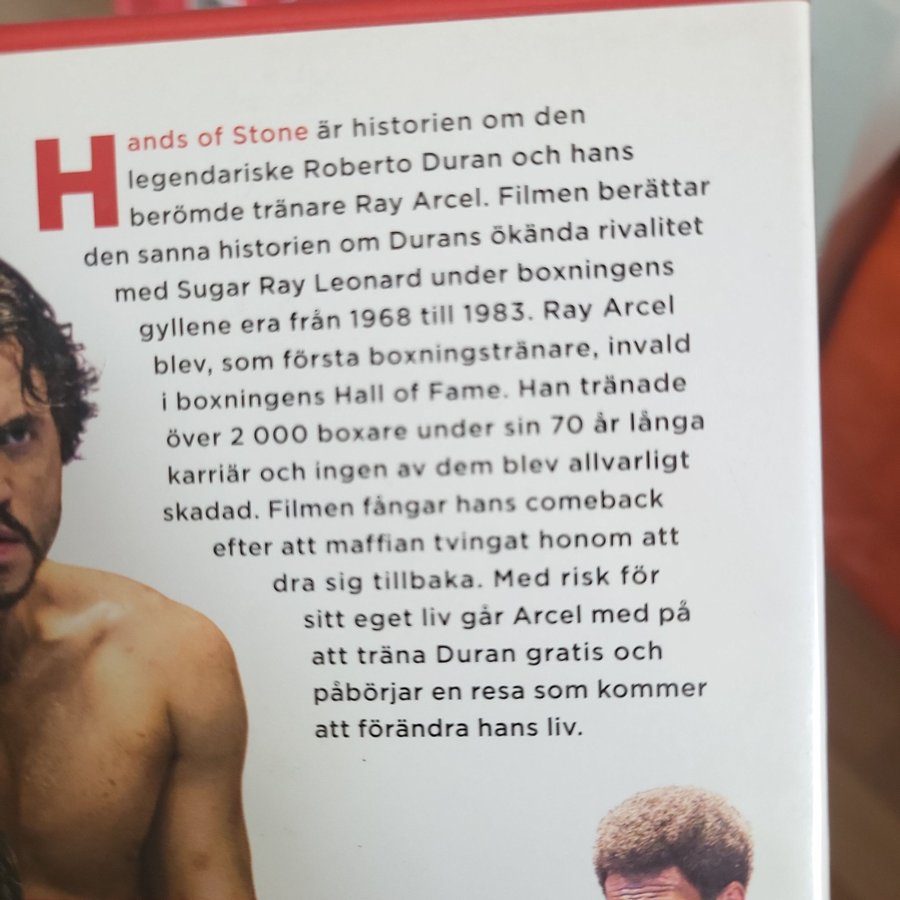 Hands of Stone är historien om den
legendariske Roberto Duran och hans
berömde tränare Ray Arcel. Filmen berättar
den sanna historien om Durans ökända rivalitet
med Sugar Ray Leonard under boxningens
gyllene era från 1968 till 1983. Ray Arcel
blev, som första boxningstränare, invald
i boxningens Hall of Fame. Han tränade
över 2 000 boxare under sin 70 år långa
karriär och ingen av dem blev allvarligt
skadad. Filmen fångar hans comeback
efter att maffian tvingat honom att
dra sig tillbaka. Med risk för
sitt eget liv går Arcel med på
att träna Duran gratis och
påbörjar en resa som kommer
att förändra hans liv.